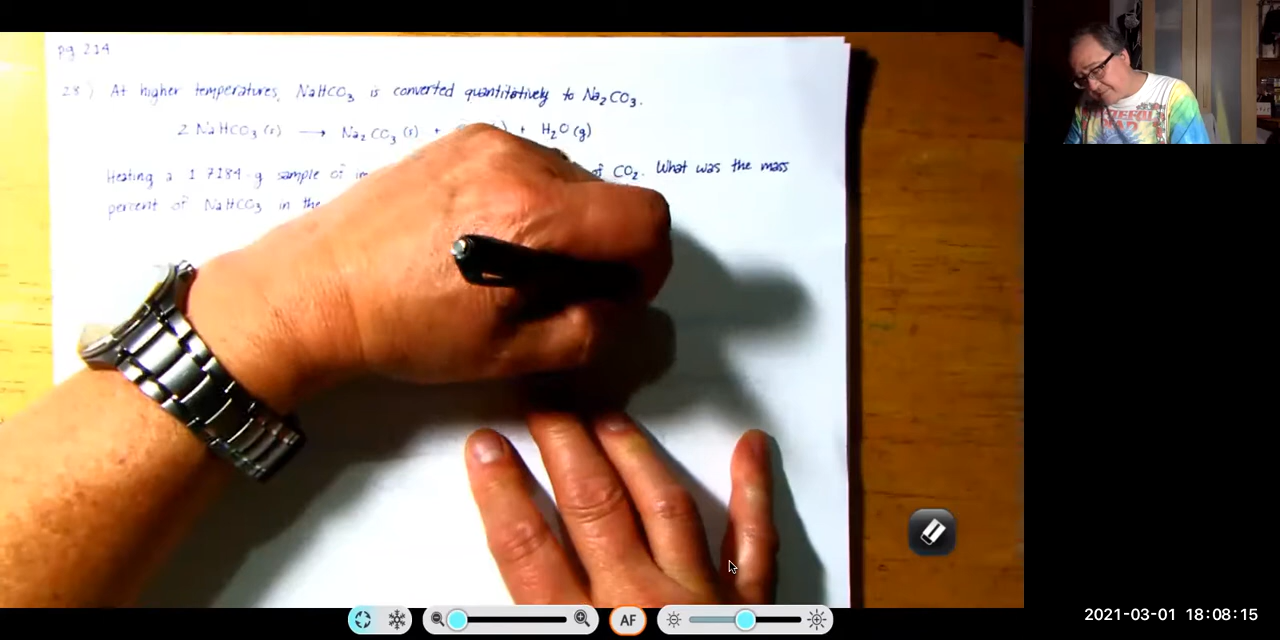 pg 214
28) At higher temperatures, NaHCO₃ is converted quantitatively to Na₂CO₃.
2 NaHCO₃(s) → Na₂CO₃(s) + + H₂O(g)
Heating a 1.7184-g sample of of CO₂. What was the mass
percent of NaHCO₃ in the
AF
2021-03-01 18:08:15